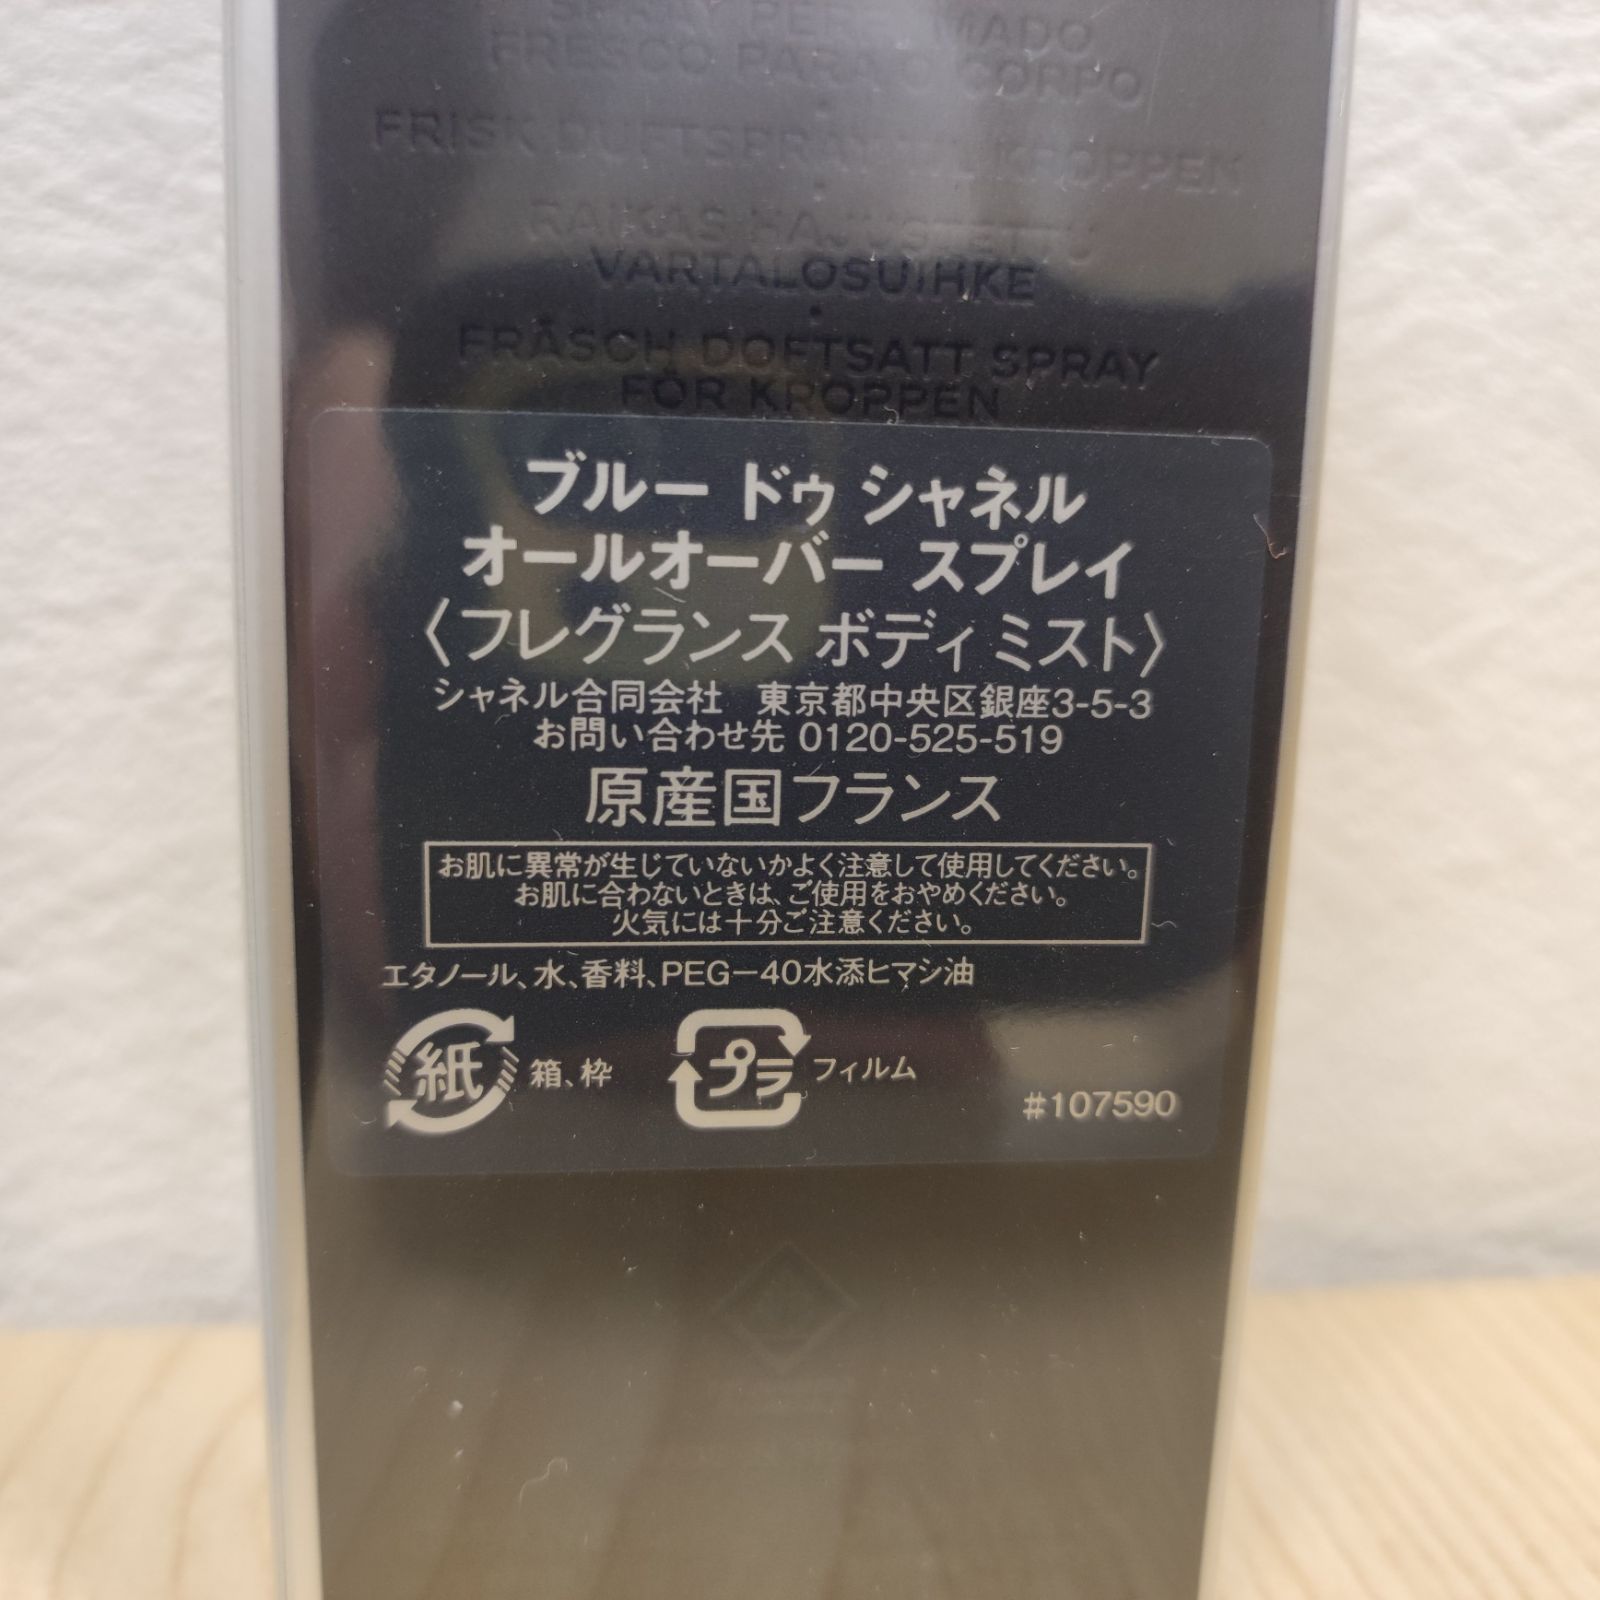 SPRAY PERFUMADO
FRESCO PARA O CORPO
FRISK DUFTSPRAY TIL KROPPEN
RAIKAS HAJUSTETTU
VARTALOSUIHKE
FRÄSCH DOFTSATT SPRAY
FÖR KROPPEN
ブルー ドゥ シャネル
オールオーバー スプレイ
〈フレグランス ボディ ミスト〉
シャネル合同会社 東京都中央区銀座3-5-3
お問い合わせ先 0120-525-519
原産国フランス
お肌に異常が生じていないかよく注意して使用してください。
お肌に合わないときは、ご使用をおやめください。
火気には十分ご注意ください。
エタノール、水、香料、PEG-40水添ヒマシ油
紙 箱、枠 プラ フィルム
#107590